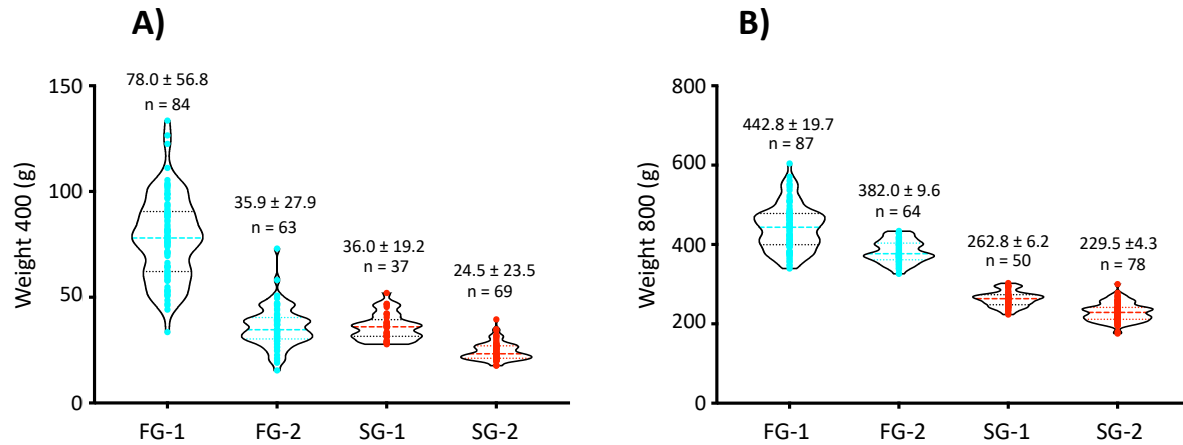 A)
Weight 400 (g)
150
100
50
0
78.0 ± 56.8
n = 84
35.9 ± 27.9
n = 63
36.0 ± 19.2
n = 37
24.5 ± 23.5
n = 69
FG-1 FG-2 SG-1 SG-2
B)
Weight 800 (g)
800
600
400
200
0
442.8 ± 19.7
n = 87
382.0 ± 9.6
n = 64
262.8 ± 6.2
n = 50
229.5 ±4.3
n = 78
FG-1 FG-2 SG-1 SG-2